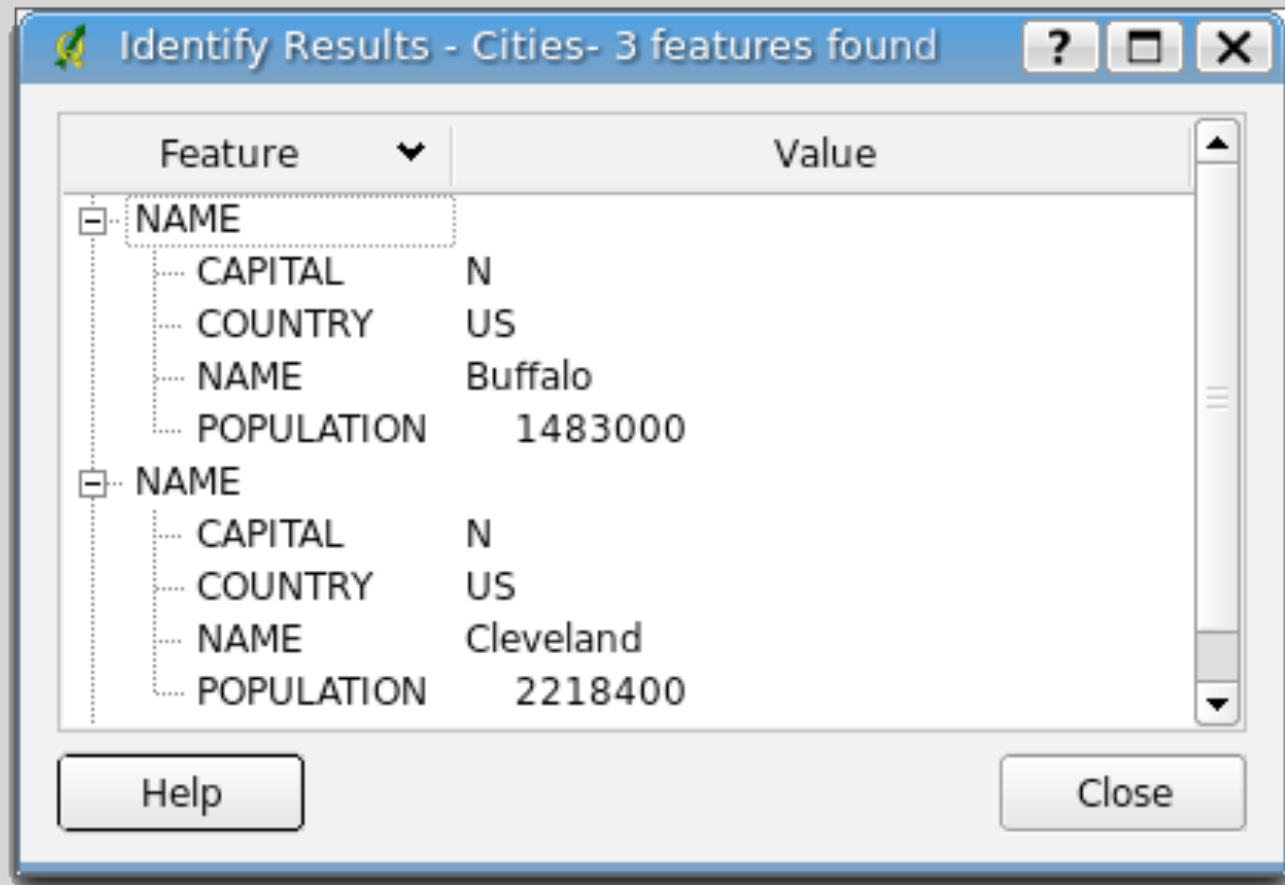 Identify Results - Cities- 3 features found
Feature Value
NAME
CAPITAL N
COUNTRY US
NAME Buffalo
POPULATION 1483000
NAME
CAPITAL N
COUNTRY US
NAME Cleveland
POPULATION 2218400
Help Close